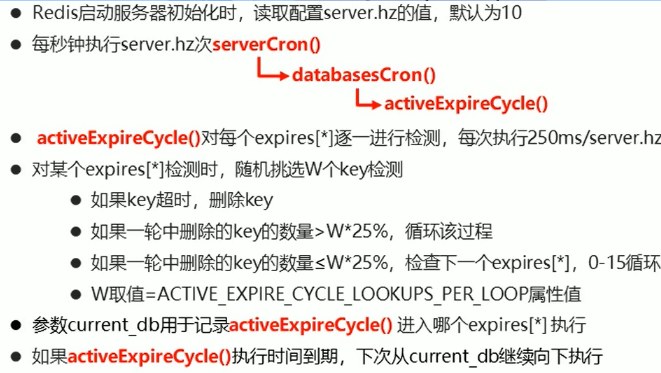 Redis启动服务器初始化时，读取配置server.hz的值，默认为10
每秒钟执行server.hz次serverCron()
databasesCron()
activeExpireCycle()
activeExpireCycle()对每个expires[*]逐一进行检测，每次执行250ms/server.hz
对某个expires[*]检测时，随机挑选W个key检测
如果key超时，删除key
如果一轮中删除的key的数量>W*25%，循环该过程
如果一轮中删除的key的数量≤W*25%，检查下一个expires[*]，0-15循环
W取值=ACTIVE_EXPIRE_CYCLE_LOOKUPS_PER_LOOP属性值
参数current_db用于记录activeExpireCycle() 进入哪个expires[*] 执行
如果activeExpireCycle()执行时间到期，下次从current_db继续向下执行